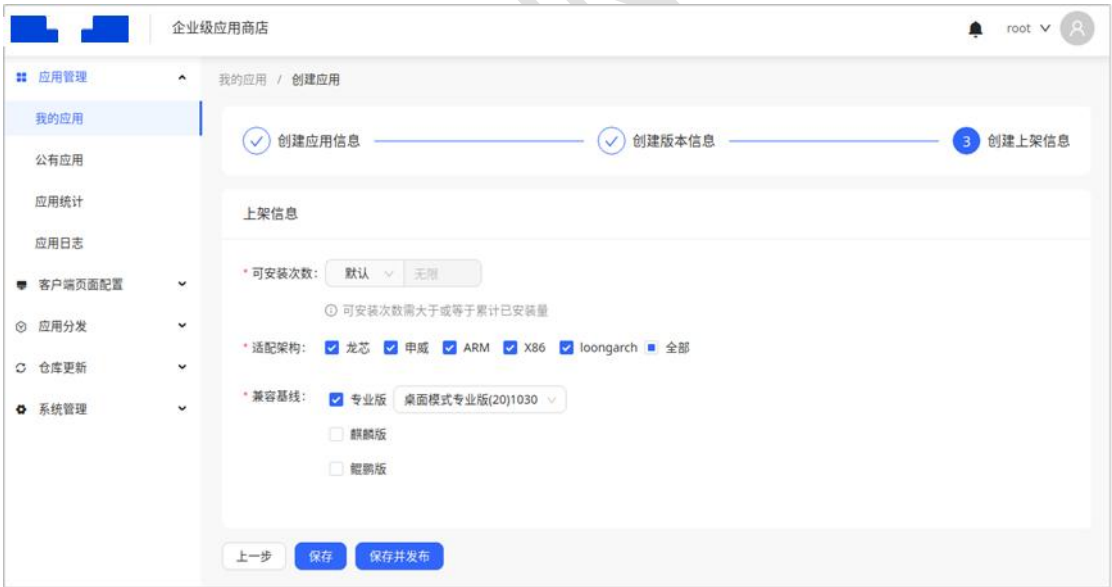 企业级应用商店
root
应用管理
我的应用 / 创建应用
我的应用
公有应用
应用统计
应用日志
客户端页面配置
应用分发
仓库更新
系统管理
创建应用信息
创建版本信息
3 创建上架信息
上架信息
* 可安装次数: 默认 无限
可安装次数需大于或等于累计已安装量
* 适配架构: 龙芯 申威 ARM X86 loongarch 全部
* 兼容基线: 专业版 桌面模式专业版(20)1030
麒麟版
鲲鹏版
上一步 保存 保存并发布